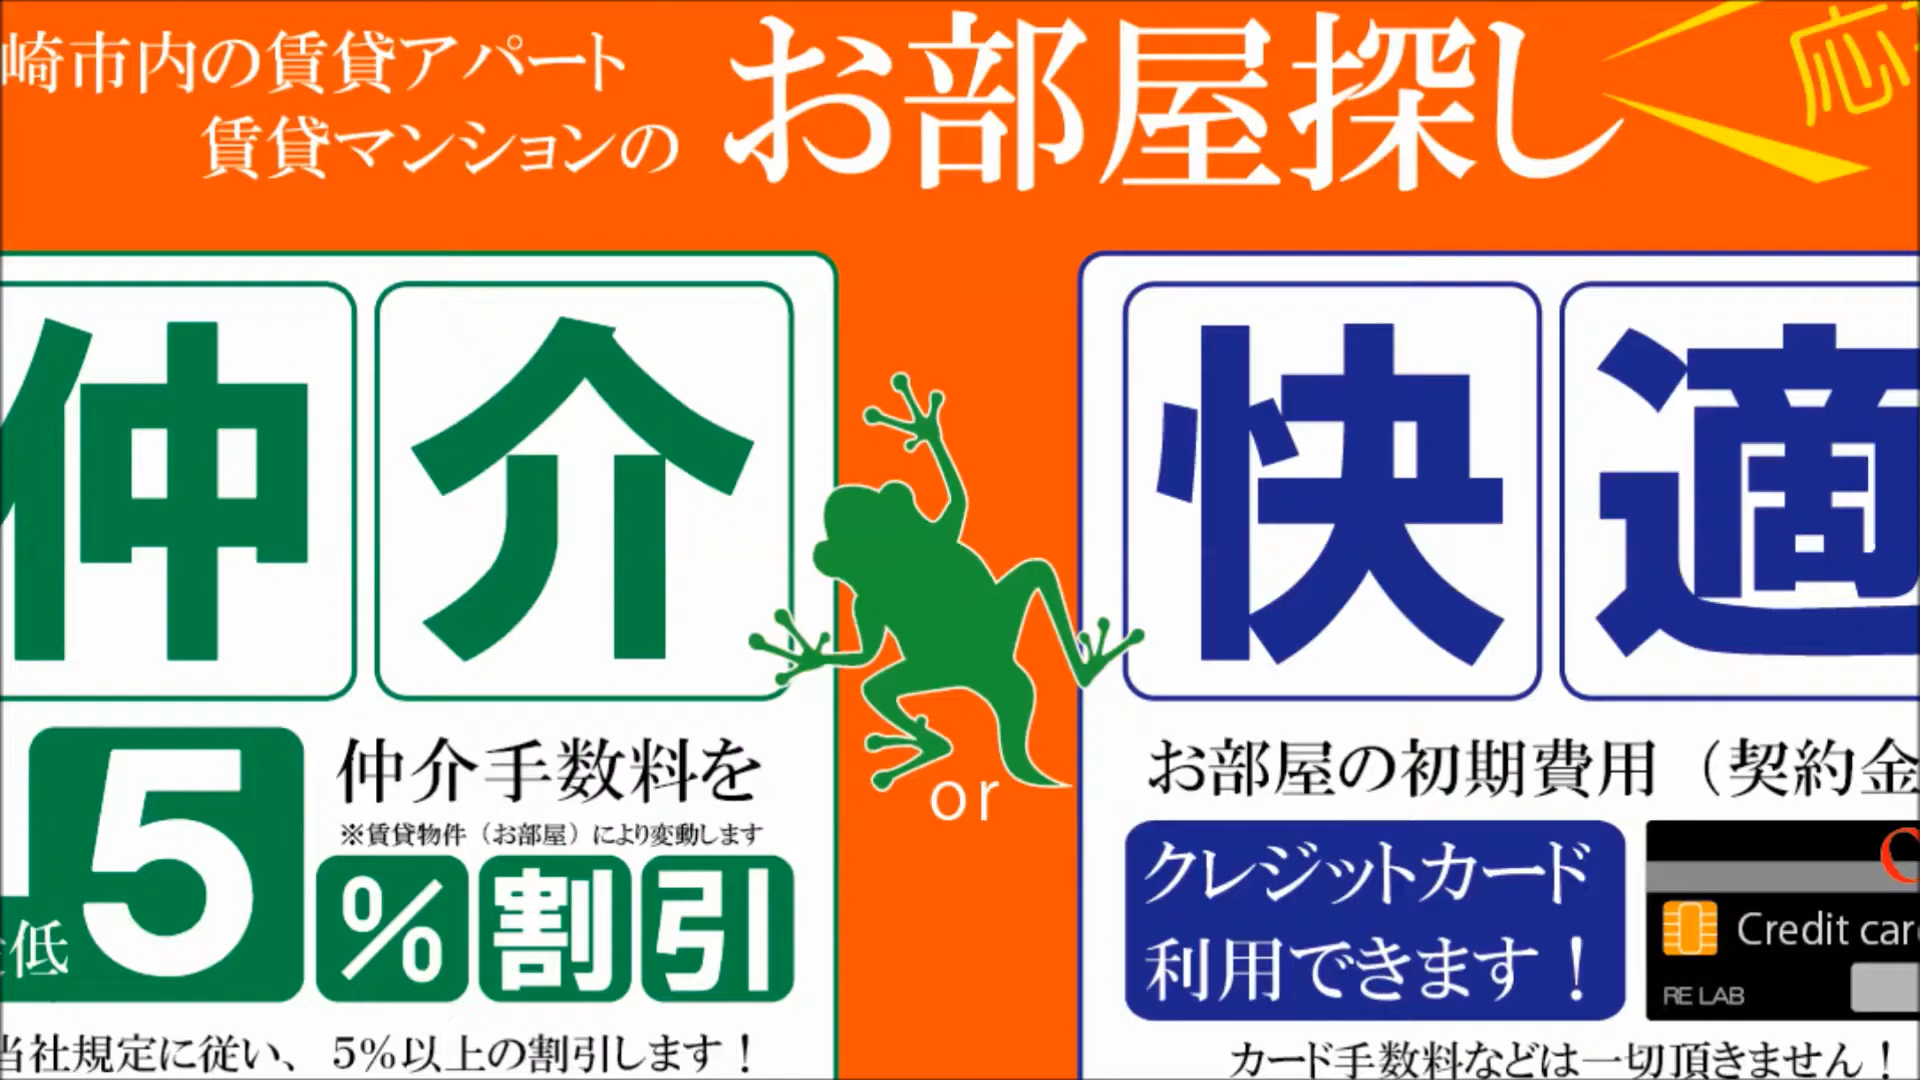 崎市内の賃貸アパート
賃貸マンションの
お部屋探し
応
仲介
仲介手数料を
※賃貸物件（お部屋）により変動します
低
5
%割引
当社規定に従い、5%以上の割引します！
or
快適
お部屋の初期費用（契約金
クレジットカード
利用できます！
Credit car
RE LAB
カード手数料などは一切頂きません！